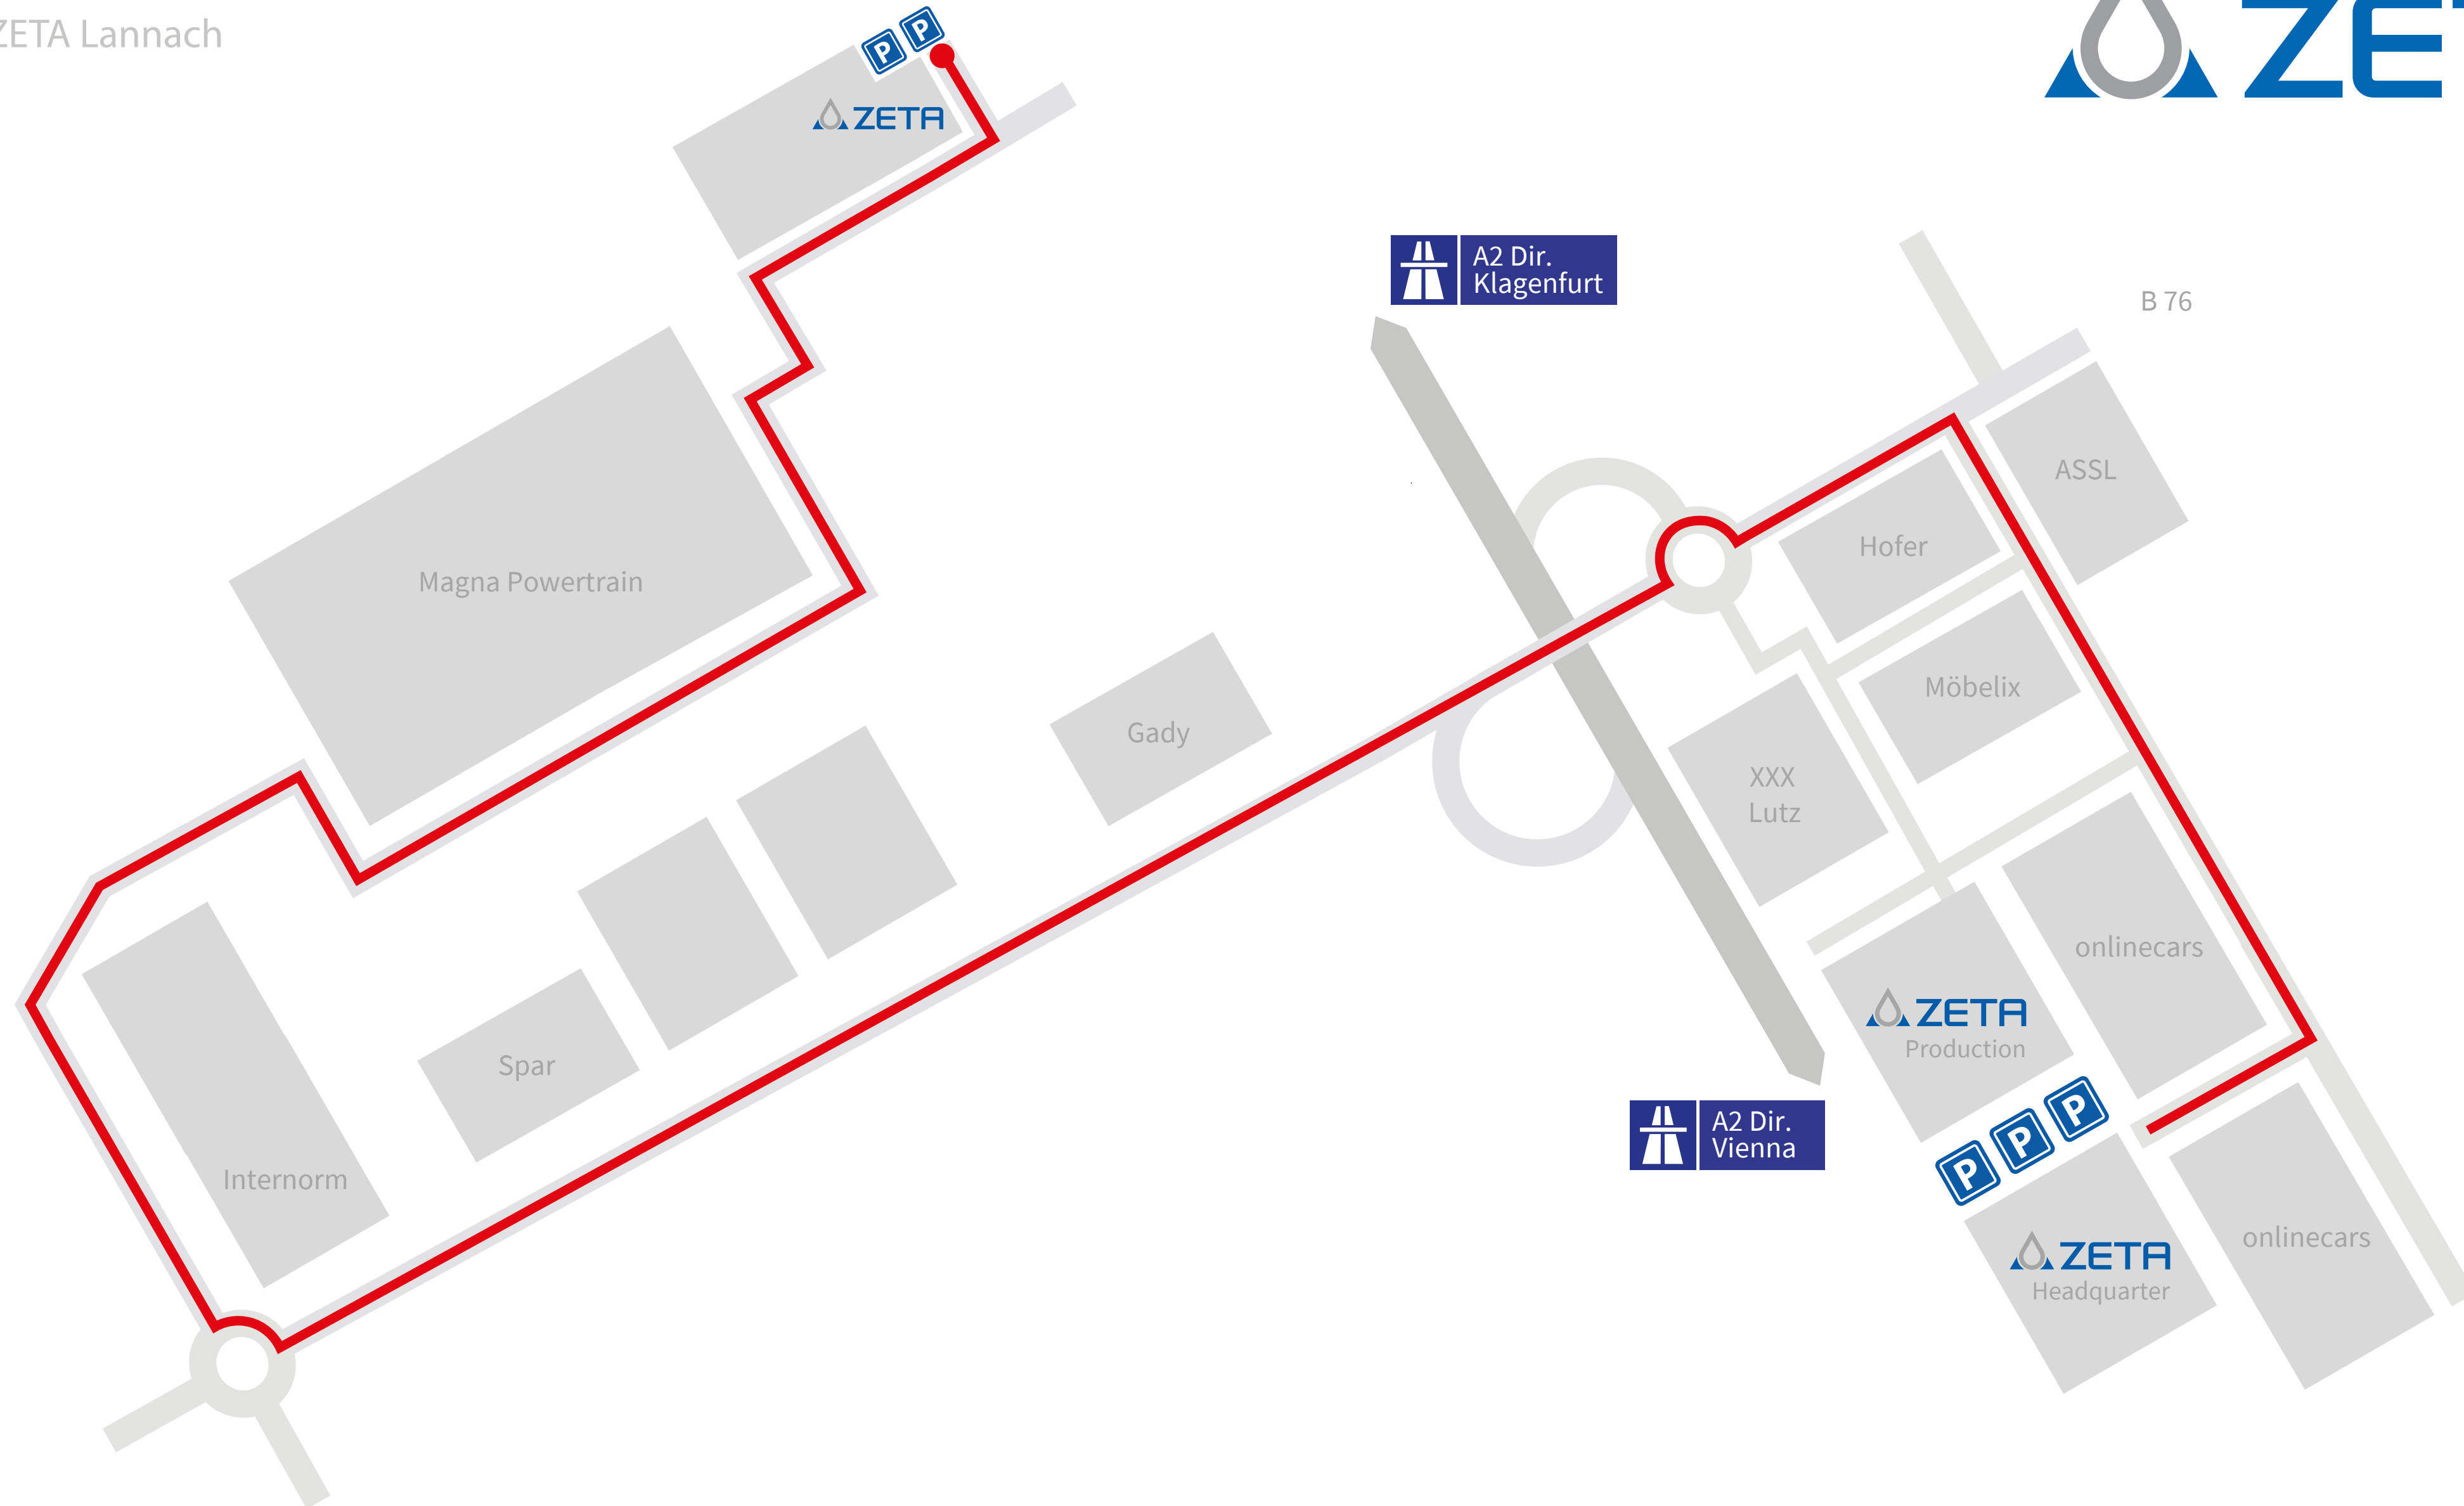 ZETA Lannach
P
P
ZETA
A2 Dir.
Klagenfurt
B 76
ASSL
Hofer
Magna Powertrain
Möbelix
Gady
XXX
Lutz
onlinecars
ZETA
Production
Spar
P
P
P
A2 Dir.
Vienna
Internorm
onlinecars
ZETA
Headquarter